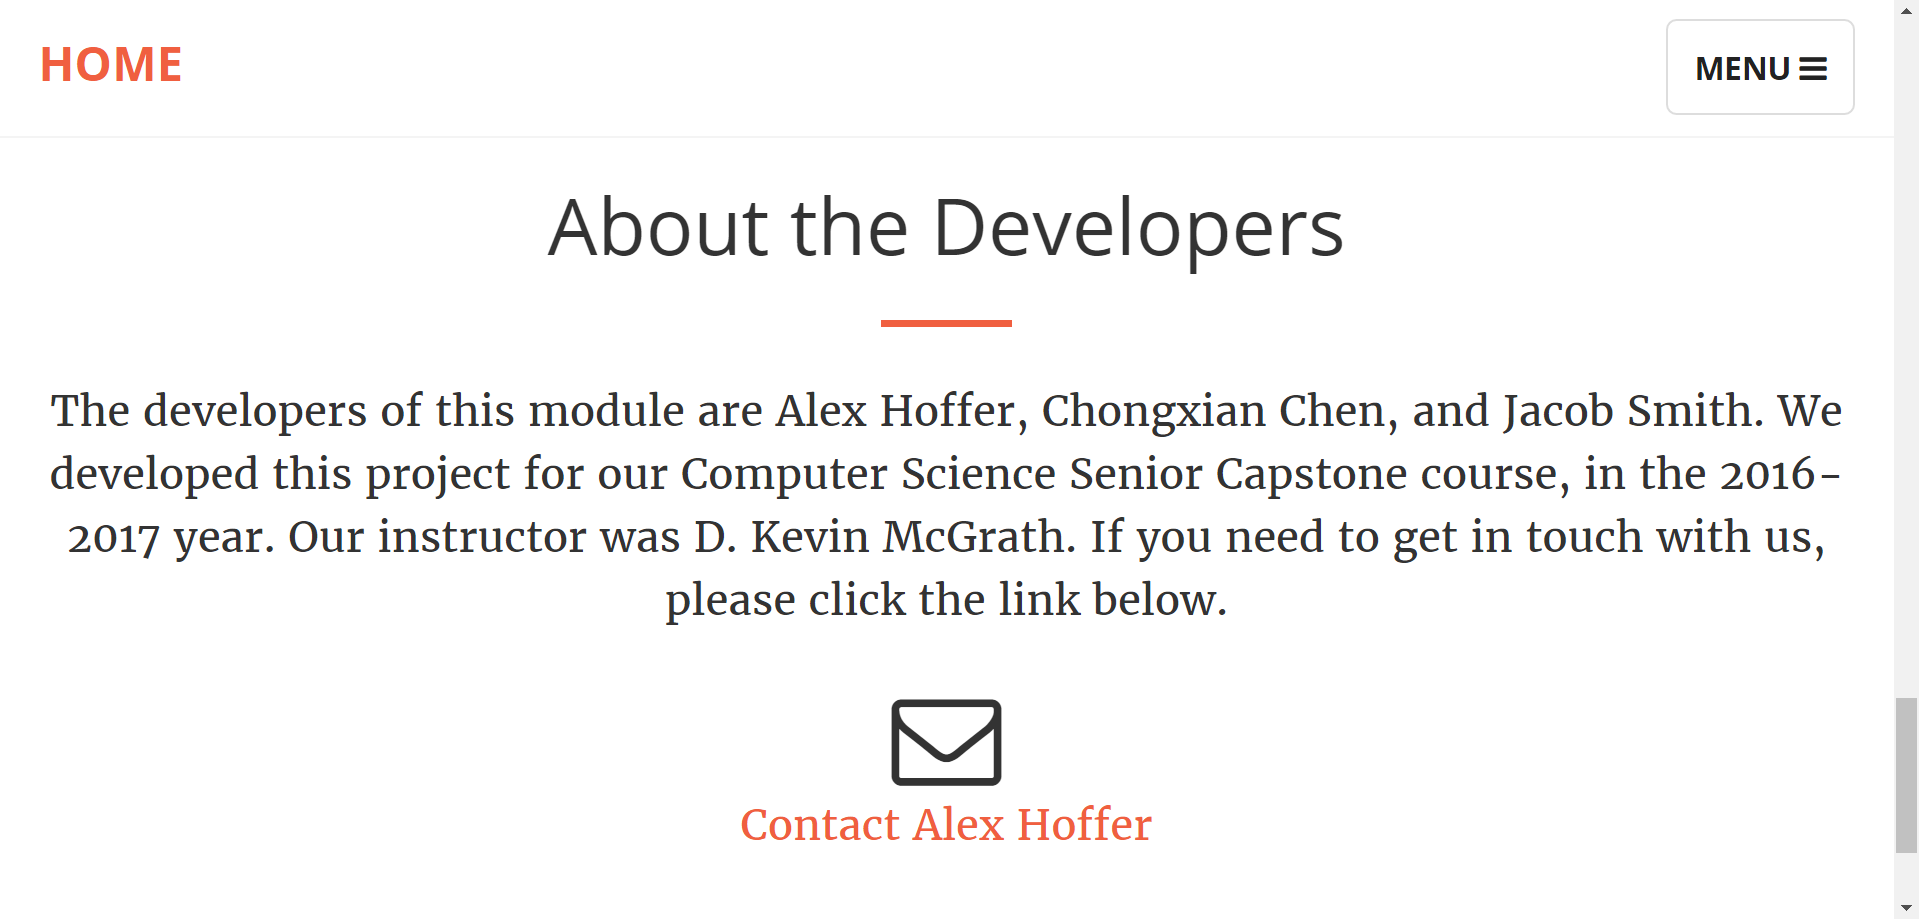 HOME
MENU
About the Developers
The developers of this module are Alex Hoffer, Chongxian Chen, and Jacob Smith. We
developed this project for our Computer Science Senior Capstone course, in the 2016-
2017 year. Our instructor was D. Kevin McGrath. If you need to get in touch with us,
please click the link below.
Contact Alex Hoffer